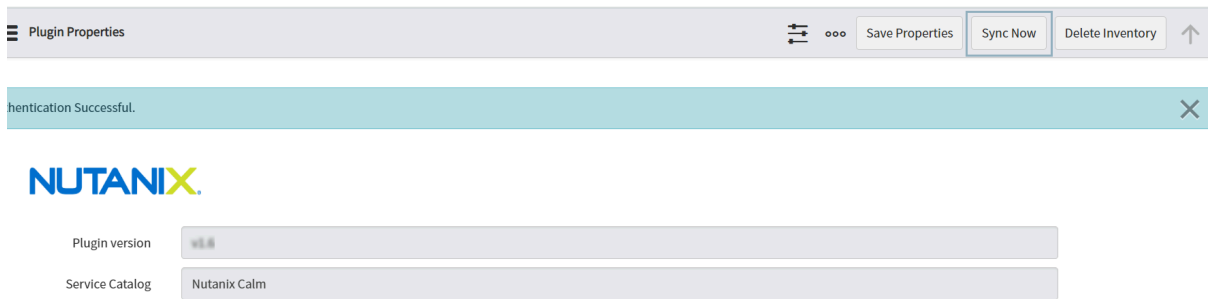 Plugin Properties
Save Properties
Sync Now
Delete Inventory
hentication Successful.
NUTANIX.
Plugin version
Service Catalog
Nutanix Calm